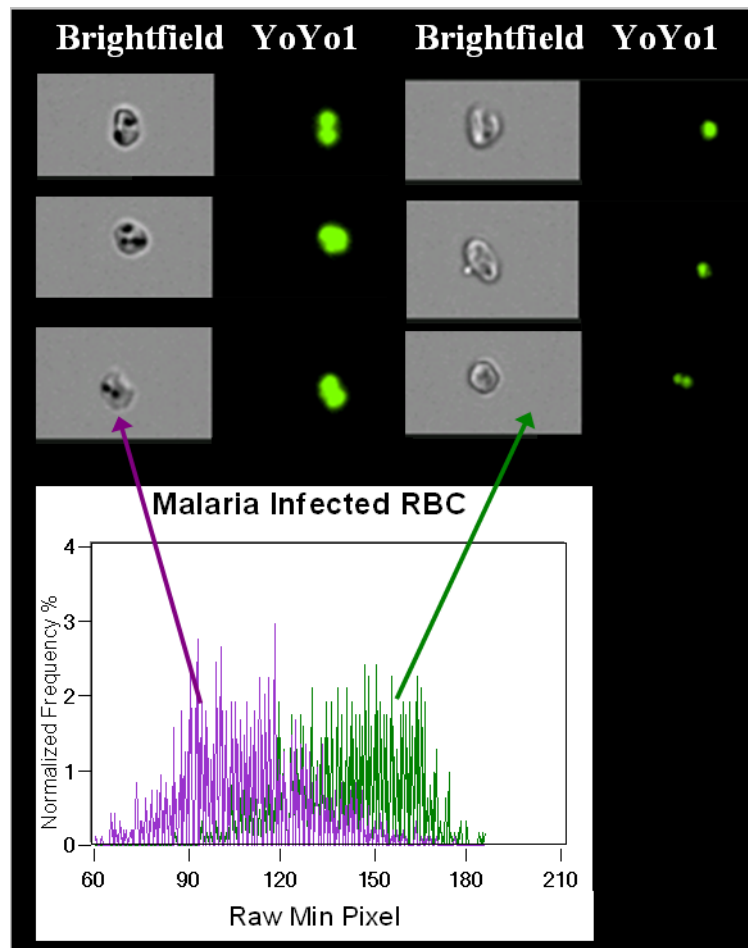 Brightfield YoYo1 Brightfield YoYo1
Malaria Infected RBC
Normalized Frequency %
4
3
2
1
0
60 90 120 150 180 210
Raw Min Pixel